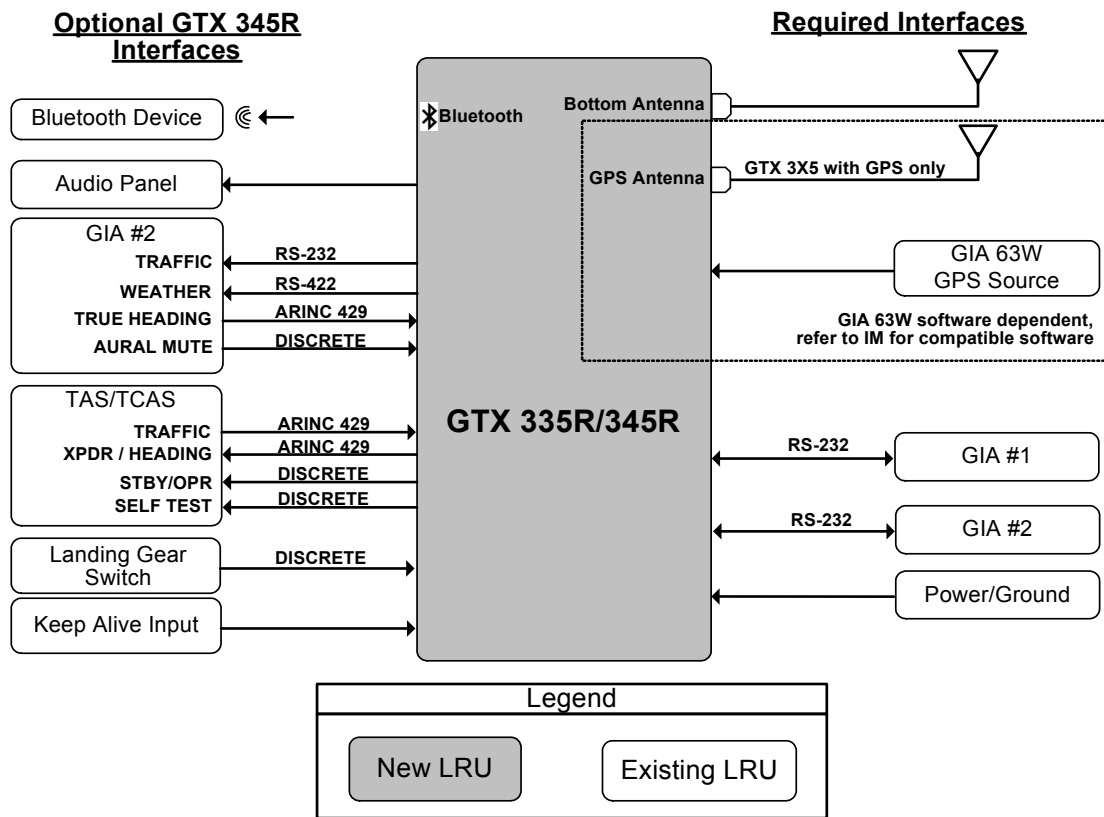 Optional GTX 345R
Interfaces
Required Interfaces
Bluetooth Device
Bluetooth
Bottom Antenna
Audio Panel
GPS Antenna
GTX 3X5 with GPS only
GIA #2
TRAFFIC
RS-232
WEATHER
RS-422
TRUE HEADING
ARINC 429
AURAL MUTE
DISCRETE
GIA 63W
GPS Source
GIA 63W software dependent,
refer to IM for compatible software
TAS/TCAS
TRAFFIC
ARINC 429
XPDR / HEADING
ARINC 429
STBY/OPR
DISCRETE
SELF TEST
DISCRETE
GTX 335R/345R
RS-232
GIA #1
RS-232
GIA #2
Landing Gear
Switch
DISCRETE
Power/Ground
Keep Alive Input
Legend
New LRU
Existing LRU